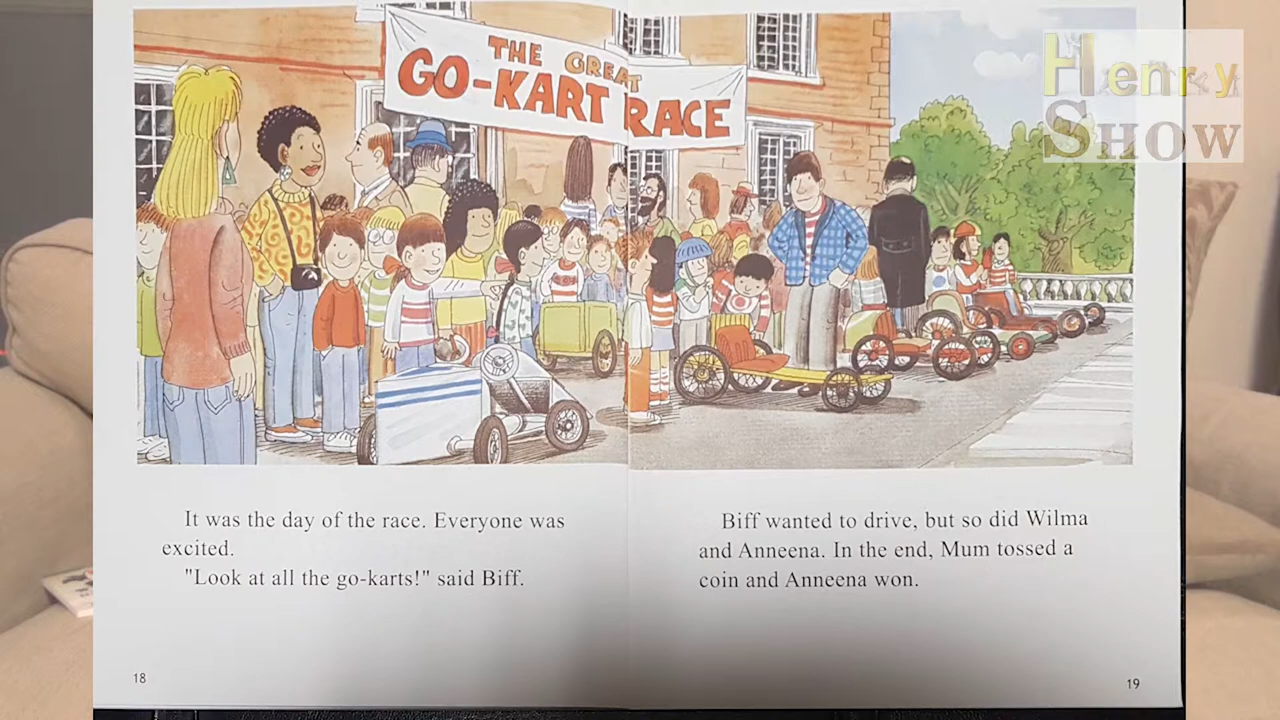 THE GREAT
GO-KART RACE
Henry
SHOW
It was the day of the race. Everyone was
excited.
"Look at all the go-karts!" said Biff.
18
Biff wanted to drive, but so did Wilma
and Anneena. In the end, Mum tossed a
coin and Anneena won.
19